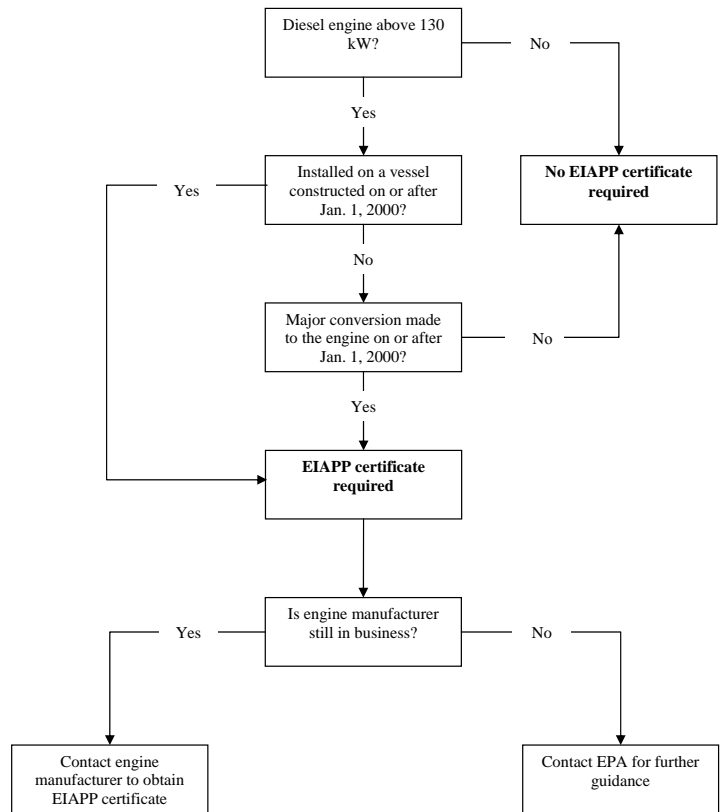 Diesel engine above 130
kW?
No
Yes
Installed on a vessel
constructed on or after
Jan. 1, 2000?
Yes
No EIAPP certificate
required
No
Major conversion made
to the engine on or after
Jan. 1, 2000?
No
Yes
EIAPP certificate
required
Is engine manufacturer
still in business?
Yes
No
Contact engine
manufacturer to obtain
EIAPP certificate
Contact EPA for further
guidance